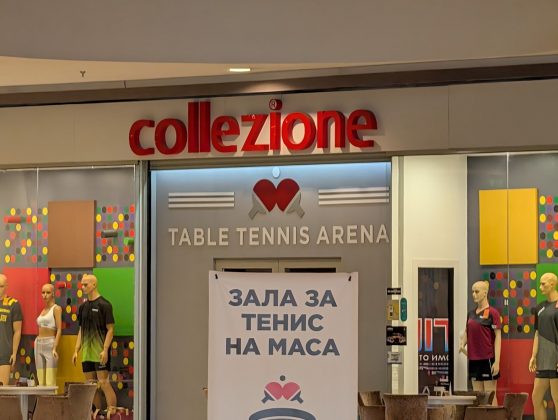 collezione
TABLE TENNIS ARENA
ЗАЛА ЗА
ТЕНИС
НА МАСА